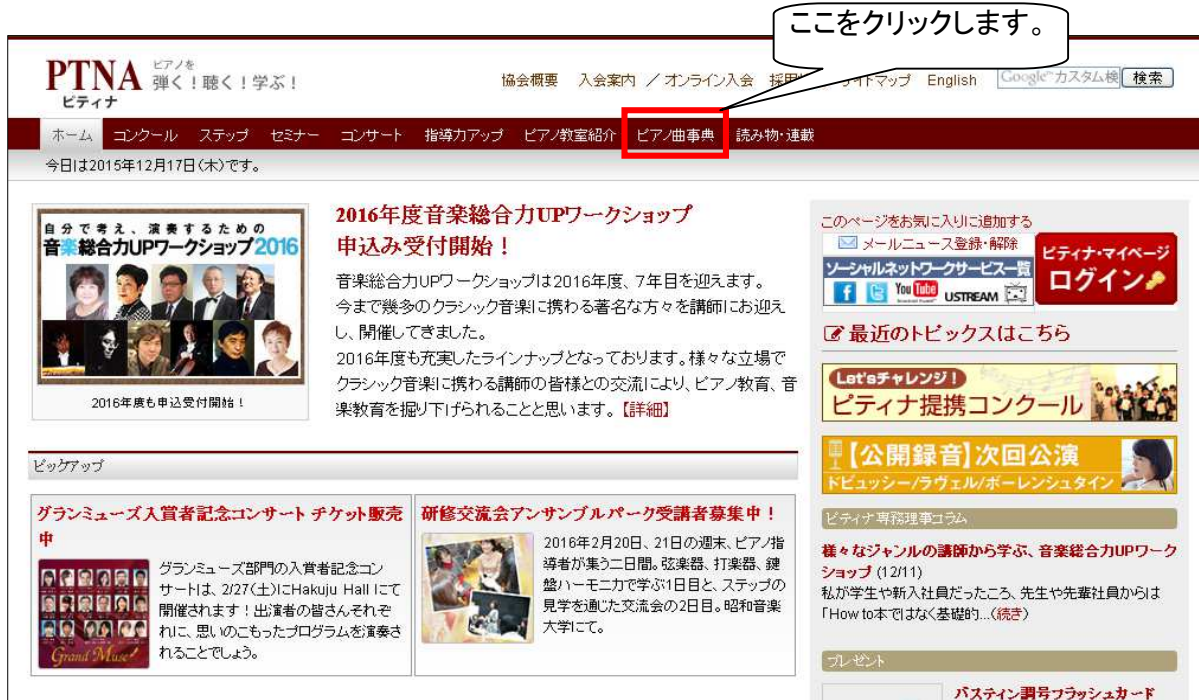 ここをクリックします。
PTNA
ピティナ
ピアノを
弾く!聴く!学ぶ!
協会概要 入会案内 / オンライン入会 採用 サイトマップ English Google カスタム検 検索
ホーム コンクール ステップ セミナー コンサート 指導力アップ ピアノ教室紹介 ピアノ曲事典 読み物・連載
今日は2015年12月17日(木)です。
自分で考え、演奏するための
音楽総合力UPワークショップ2016
2016年度も申込受付開始!
2016年度音楽総合力UPワークショップ
申込み受付開始!
音楽総合力UPワークショップは2016年度、7年目を迎えます。
今まで幾多のクラシック音楽に携わる著名な方々を講師にお迎え
し、開催してきました。
2016年度も充実したラインナップとなっております。様々な立場で
クラシック音楽に携わる講師の皆様との交流により、ピアノ教育、音
楽教育を掘り下げられることと思います。【詳細】
ピックアップ
グランミューズ入賞者記念コンサート チケット販売
中
Grand Muse
グランミューズ部門の入賞者記念コン
サートは、2/27(土)にHakuju Hall にて
開催されます!出演者の皆さんそれぞ
れに、思いのこもったプログラムを演奏さ
れることでしょう。
研修交流会アンサンブルパーク受講者募集中!
2016年2月20日、21日の週末、ピアノ指
導者が集う二日間。弦楽器、打楽器、鍵
盤ハーモニカで学ぶ1日目と、ステップの
見学を通じた交流会の2日目。昭和音楽
大学にて。
このページをお気に入りに追加する
メールニュース登録・解除
ソーシャルネットワークサービス一覧
You Tube USTREAM
ピティナ・マイページ
ログイン
最近のトピックスはこちら
Let'sチャレンジ!
ピティナ提携コンクール
【公開録音】次回公演
ドビュッシー/ラヴェル/ボーレンシュタイン
ピティナ専務理事コラム
様々なジャンルの講師から学ぶ、音楽総合力UPワーク
ショップ (12/11)
私が学生や新入社員だったころ、先生や先輩社員からは
「How to本ではなく基礎的...(続き)
プレゼント
バスティン調号フラッシュカード